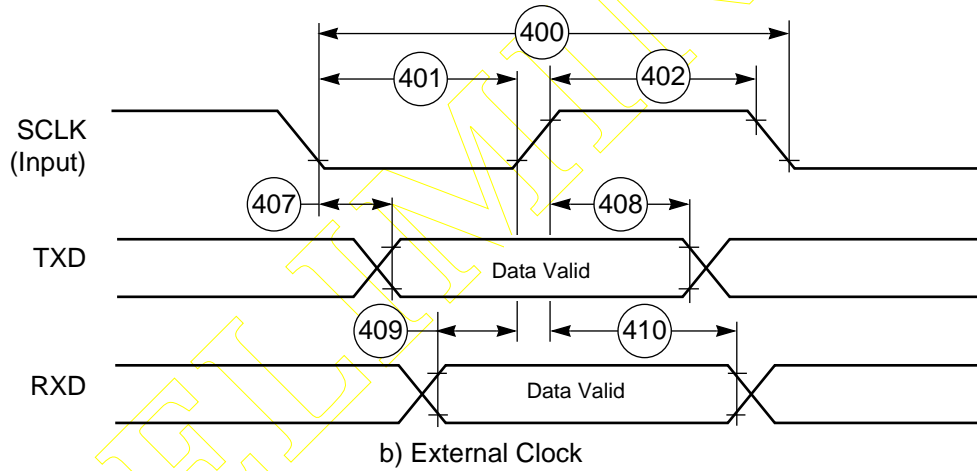 400
401
402
SCLK
(Input)
407
408
TXD
Data Valid
409
410
RXD
Data Valid
b) External Clock